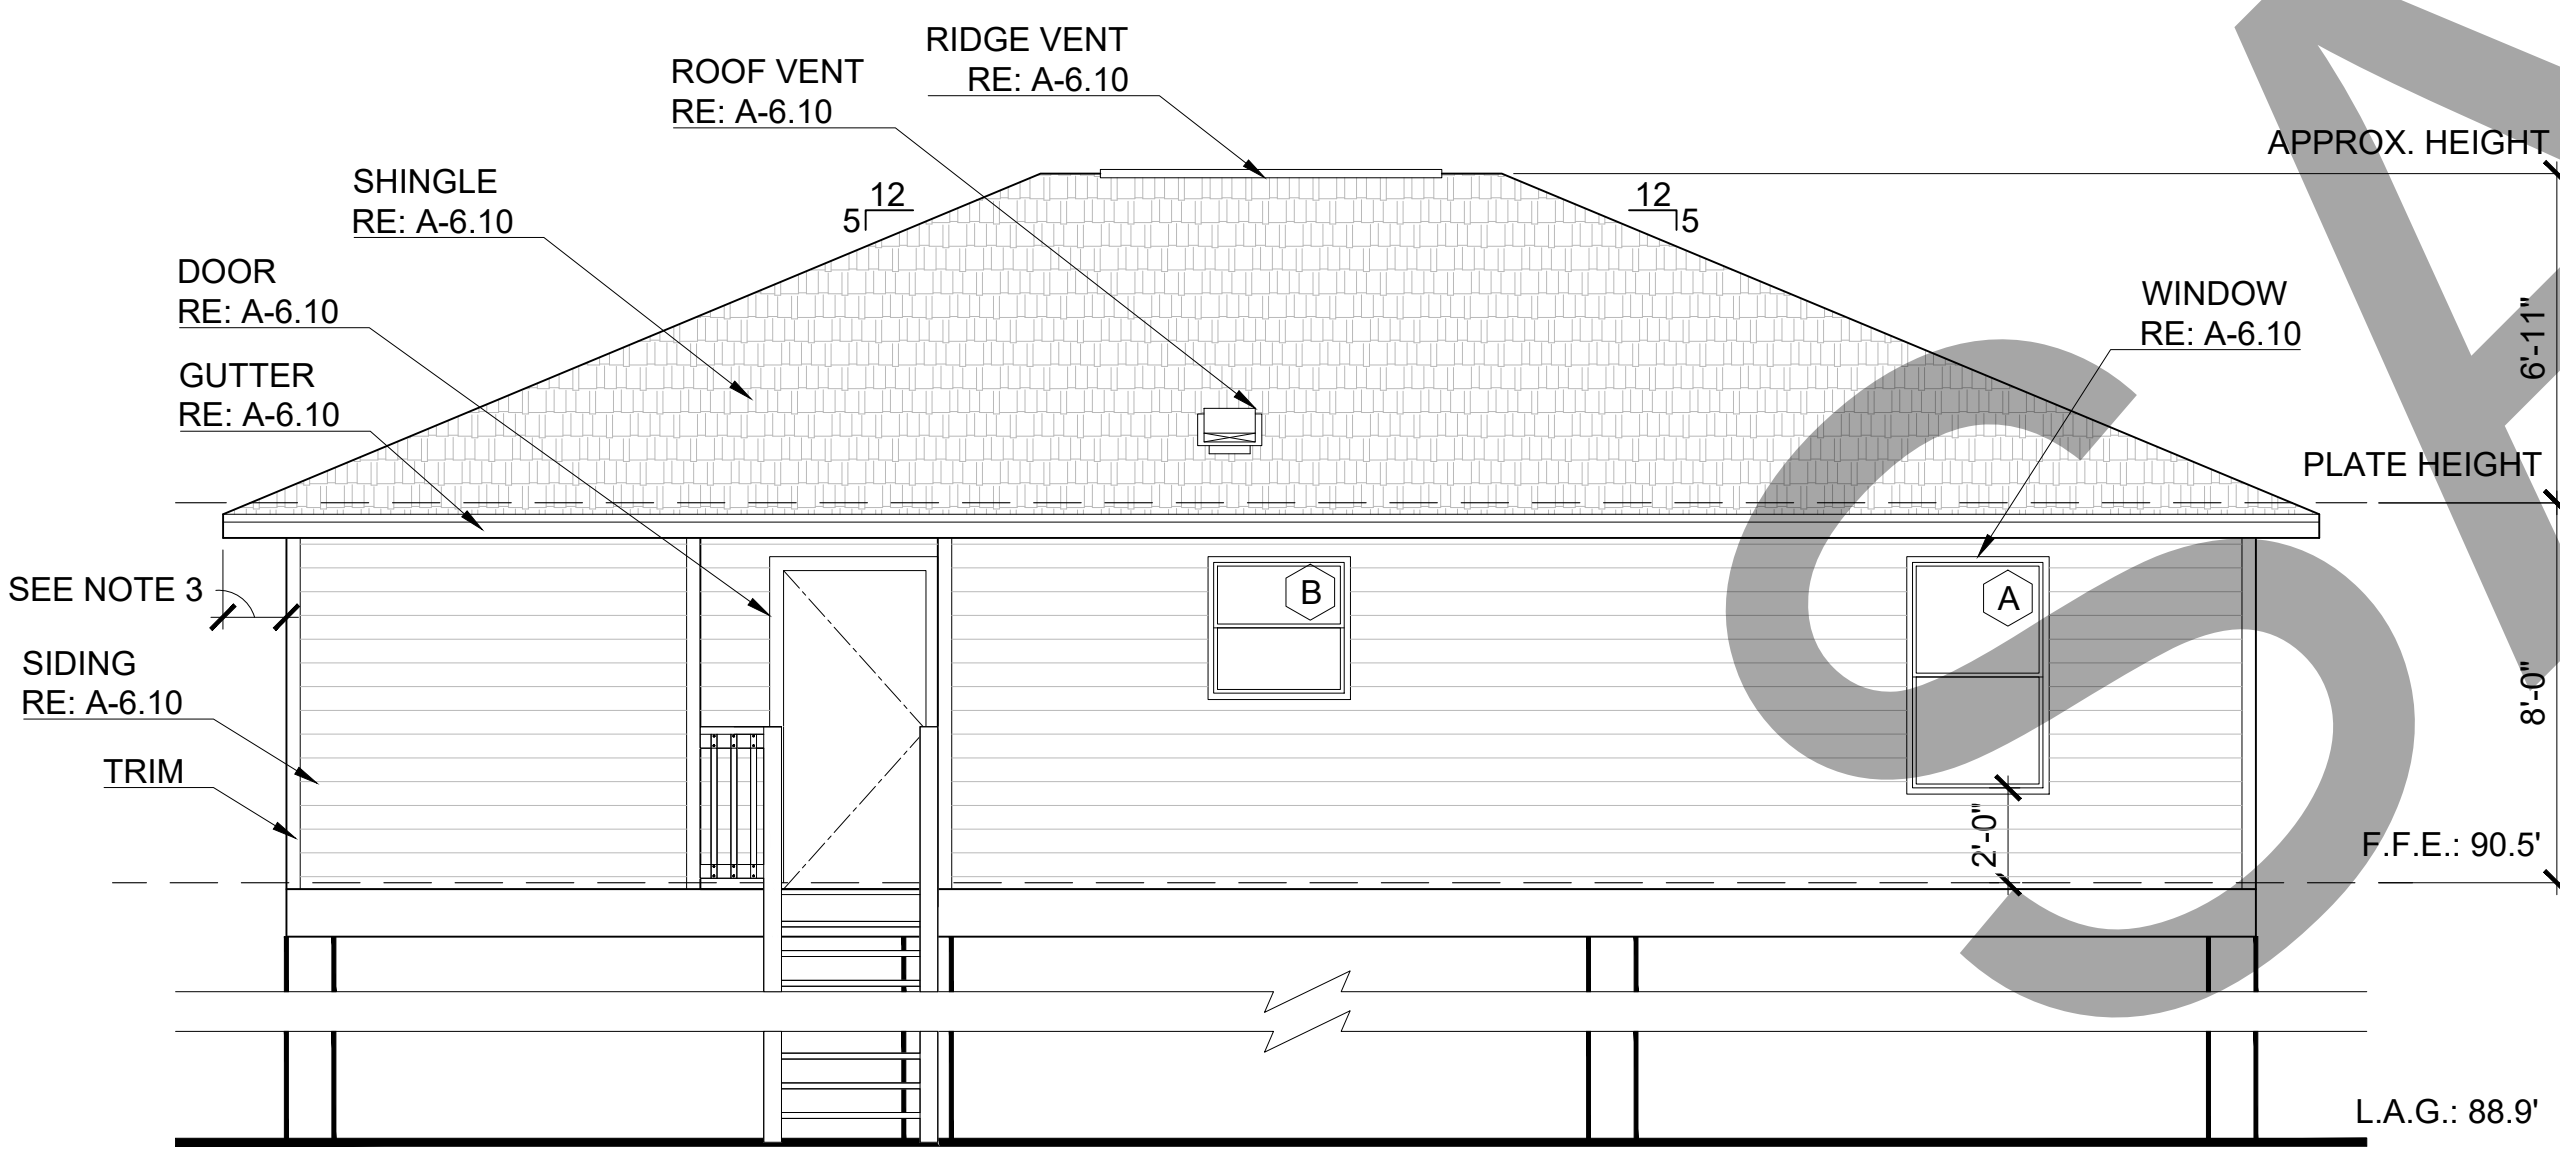 RIDGE VENT
RE: A-6.10
ROOF VENT
RE: A-6.10
APPROX. HEIGHT
SHINGLE
RE: A-6.10
12
5
12
5
DOOR
RE: A-6.10
WINDOW
RE: A-6.10
6'-11"
GUTTER
RE: A-6.10
PLATE HEIGHT
SEE NOTE 3
B
A
SIDING
RE: A-6.10
8'-0"
TRIM
2'-0"
F.F.E.: 90.5'
L.A.G.: 88.9'
SA